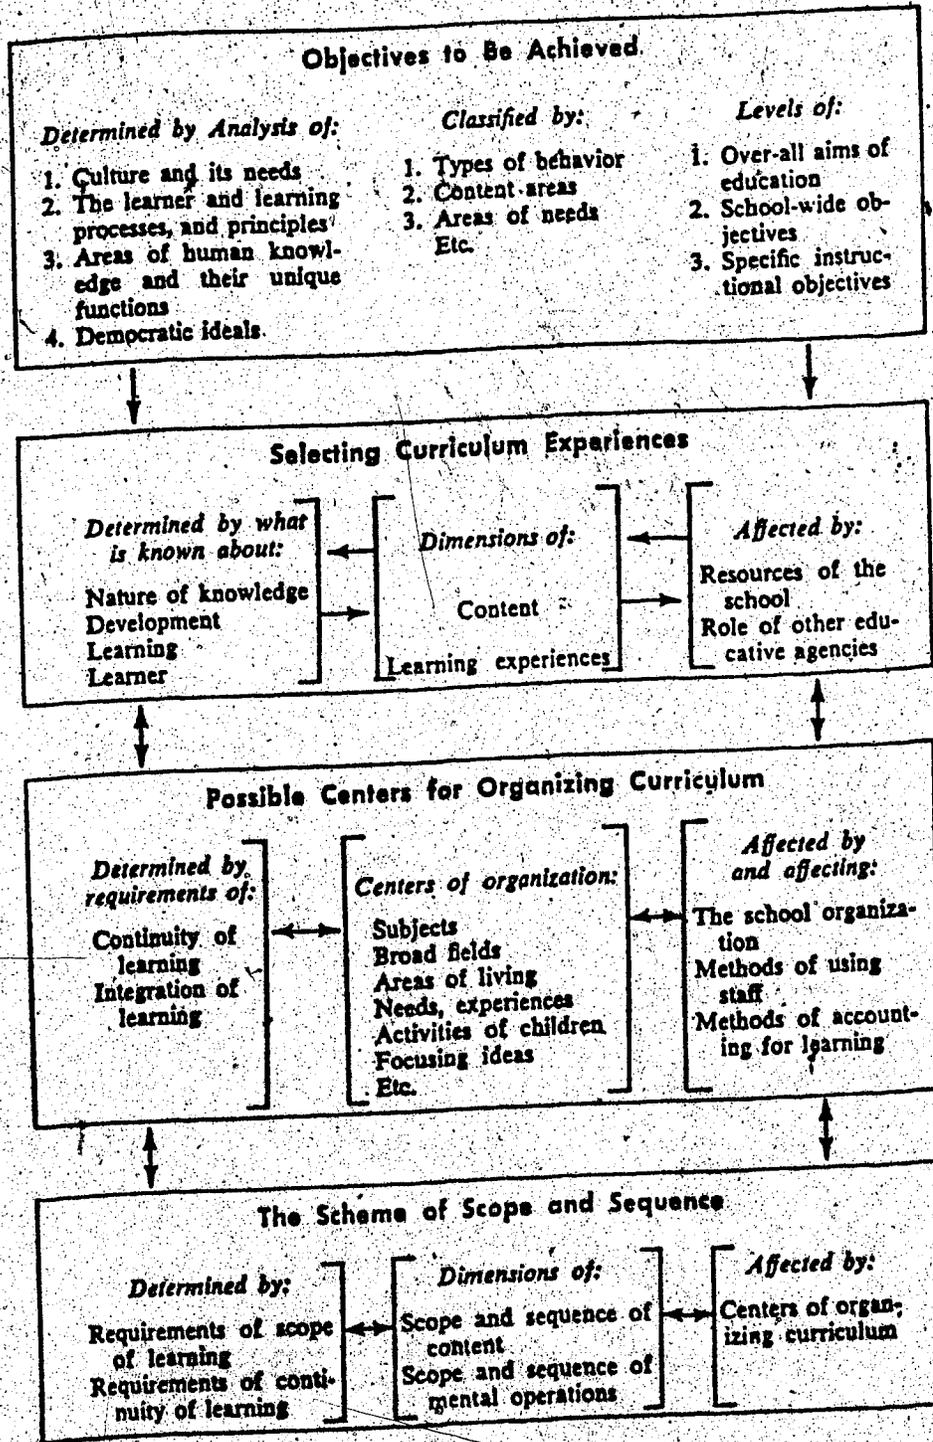 Objectives to Be Achieved
Determined by Analysis of:
1. Culture and its needs
2. The learner and learning
processes, and principles
3. Areas of human knowl-
edge and their unique
functions
4. Democratic ideals
Classified by:
1. Types of behavior
2. Content areas
3. Areas of needs
Etc.
Levels of:
1. Over-all aims of
education
2. School-wide ob-
jectives
3. Specific instruc-
tional objectives
Selecting Curriculum Experiences
Determined by what
is known about:
Nature of knowledge
Development
Learning
Learner
Dimensions of:
Content
Learning experiences
Affected by:
Resources of the
school
Role of other edu-
cative agencies
Possible Centers for Organizing Curriculum
Determined by
requirements of:
Continuity of
learning
Integration of
learning
Centers of organization:
Subjects
Broad fields
Areas of living
Needs, experiences
Activities of children
Focusing ideas
Etc.
Affected by
and affecting:
The school organiza-
tion
Methods of using
staff
Methods of account-
ing for learning
The Scheme of Scope and Sequence
Determined by:
Requirements of scope
of learning
Requirements of conti-
nuity of learning
Dimensions of:
Scope and sequence of
content
Scope and sequence of
mental operations
Affected by:
Centers of organ-
izing curriculum